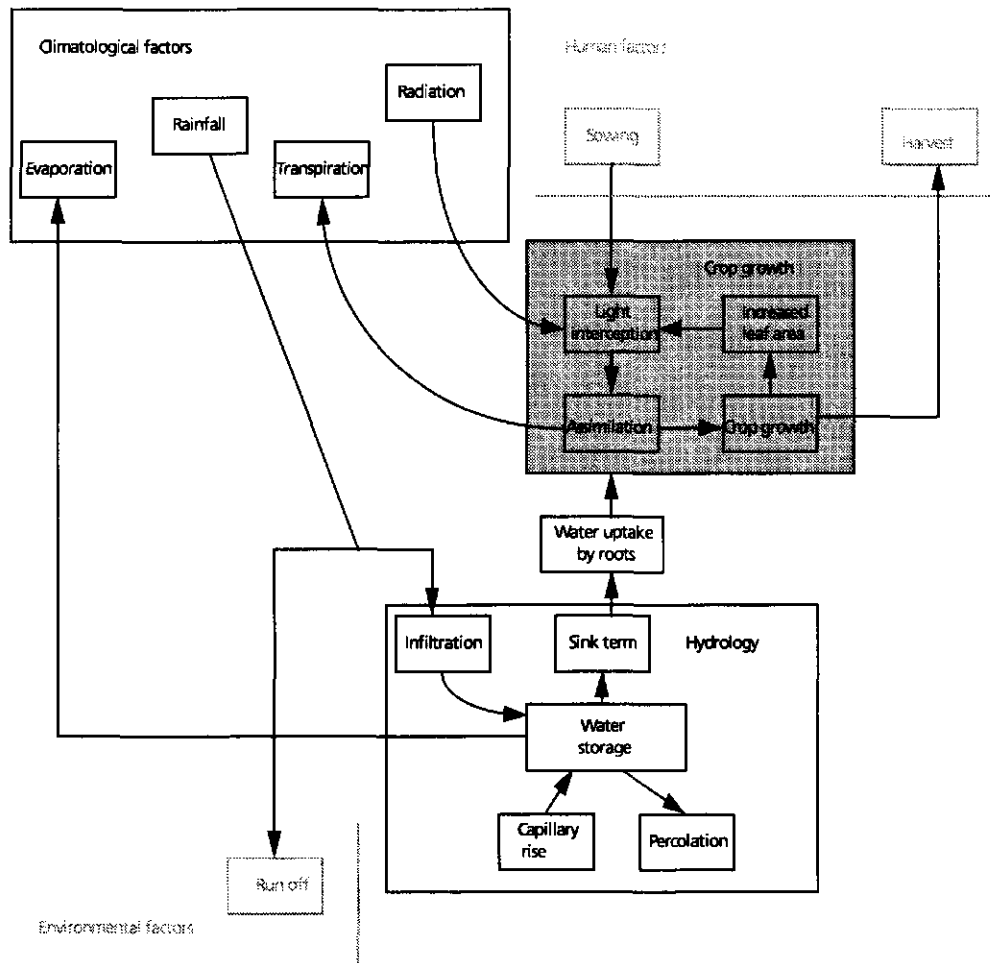 Climatological factors
Human factors
Radiation
Rainfall
Sowing
Harvest
Evaporation
Transpiration
Crop growth
Light
interception
Increased
leaf area
Assimilation
Crop growth
Water uptake
by roots
Infiltration
Sink term
Hydrology
Water
storage
Capillary
rise
Percolation
Run off
Environmental factors